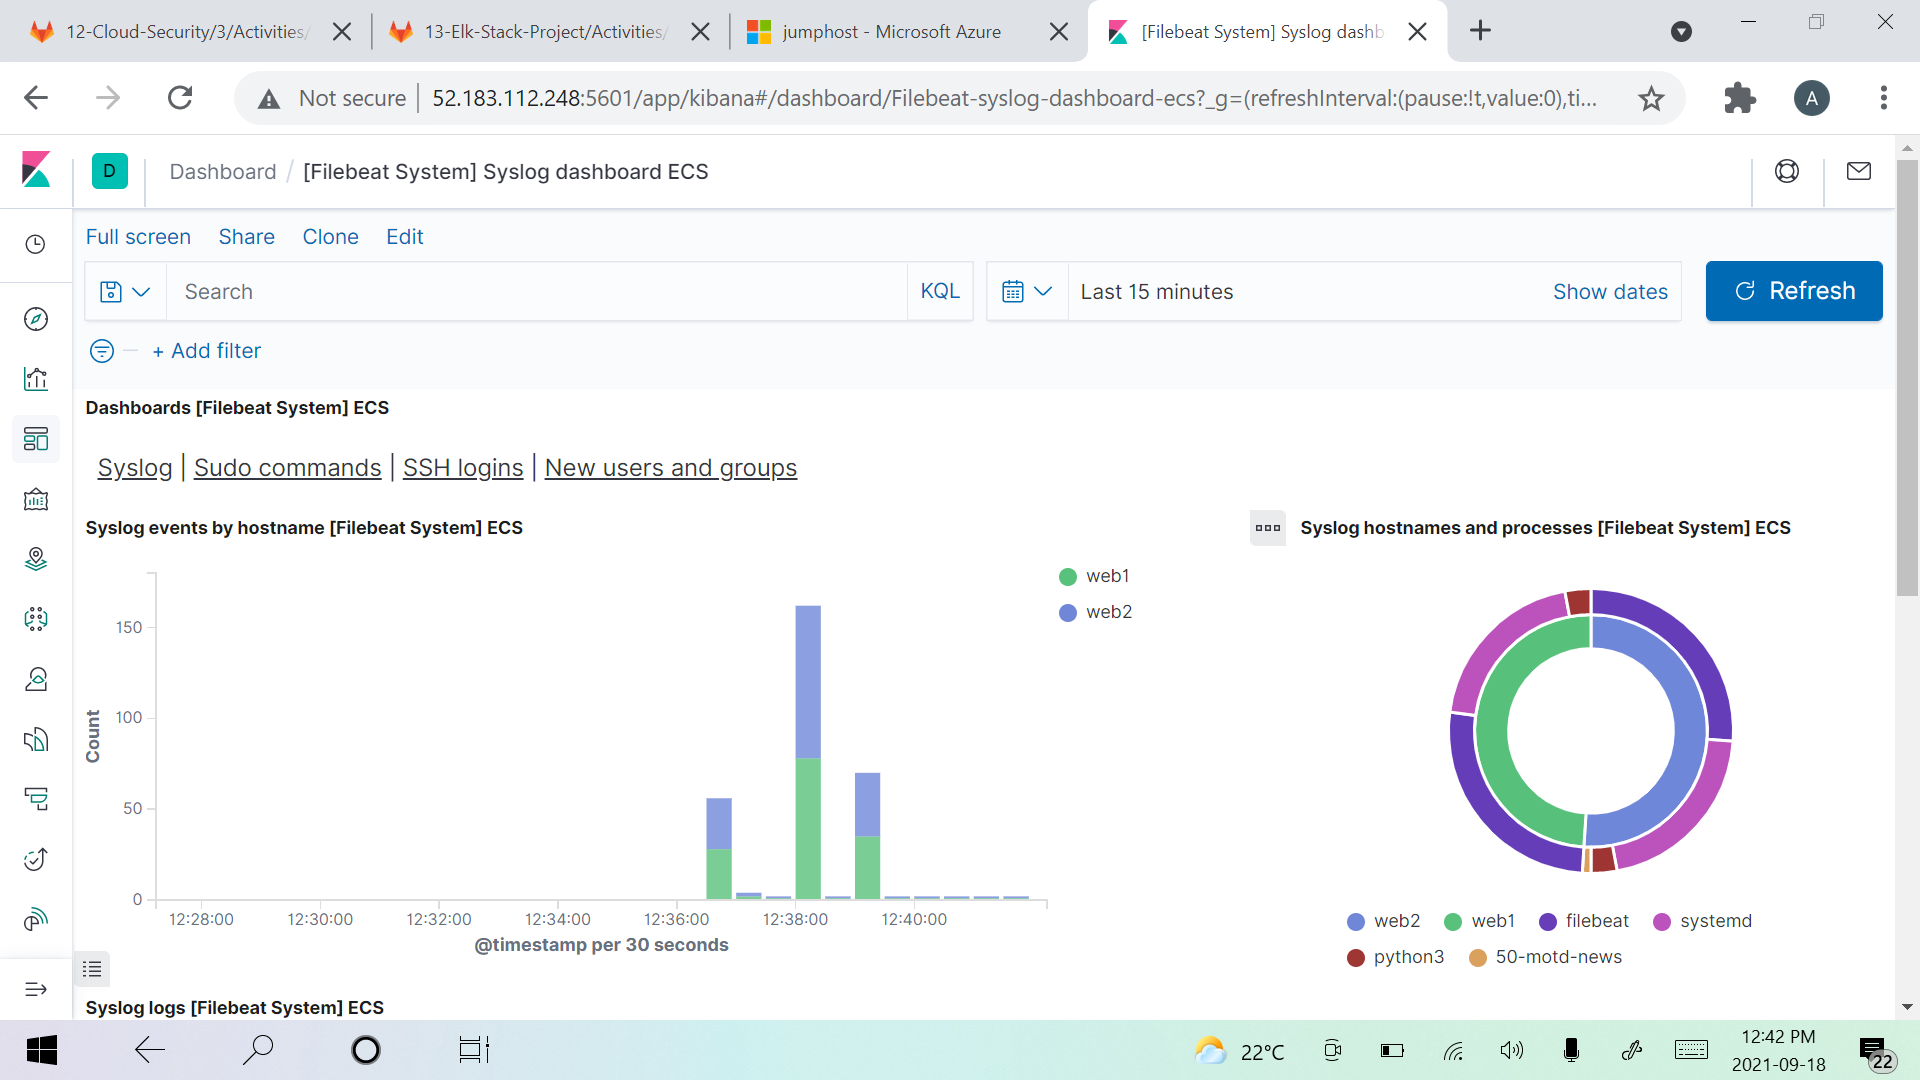 12-Cloud-Security/3/Activities/
13-Elk-Stack-Project/Activities/
jumphost - Microsoft Azure
[Filebeat System] Syslog dashb
Not secure
52.183.112.248:5601/app/kibana#/dashboard/Filebeat-syslog-dashboard-ecs?_g=(refreshInterval:(pause:!t,value:0),ti...
A
D
Dashboard / [Filebeat System] Syslog dashboard ECS
Full screen Share Clone Edit
Search KQL Last 15 minutes Show dates Refresh
+ Add filter
Dashboards [Filebeat System] ECS
Syslog | Sudo commands | SSH logins | New users and groups
Syslog events by hostname [Filebeat System] ECS
web1
web2
150
100
50
0
Count
12:28:00 12:30:00 12:32:00 12:34:00 12:36:00 12:38:00 12:40:00
@timestamp per 30 seconds
Syslog hostnames and processes [Filebeat System] ECS
web2 web1 filebeat systemd
python3 50-motd-news
Syslog logs [Filebeat System] ECS
22°C
12:42 PM
2021-09-18
22